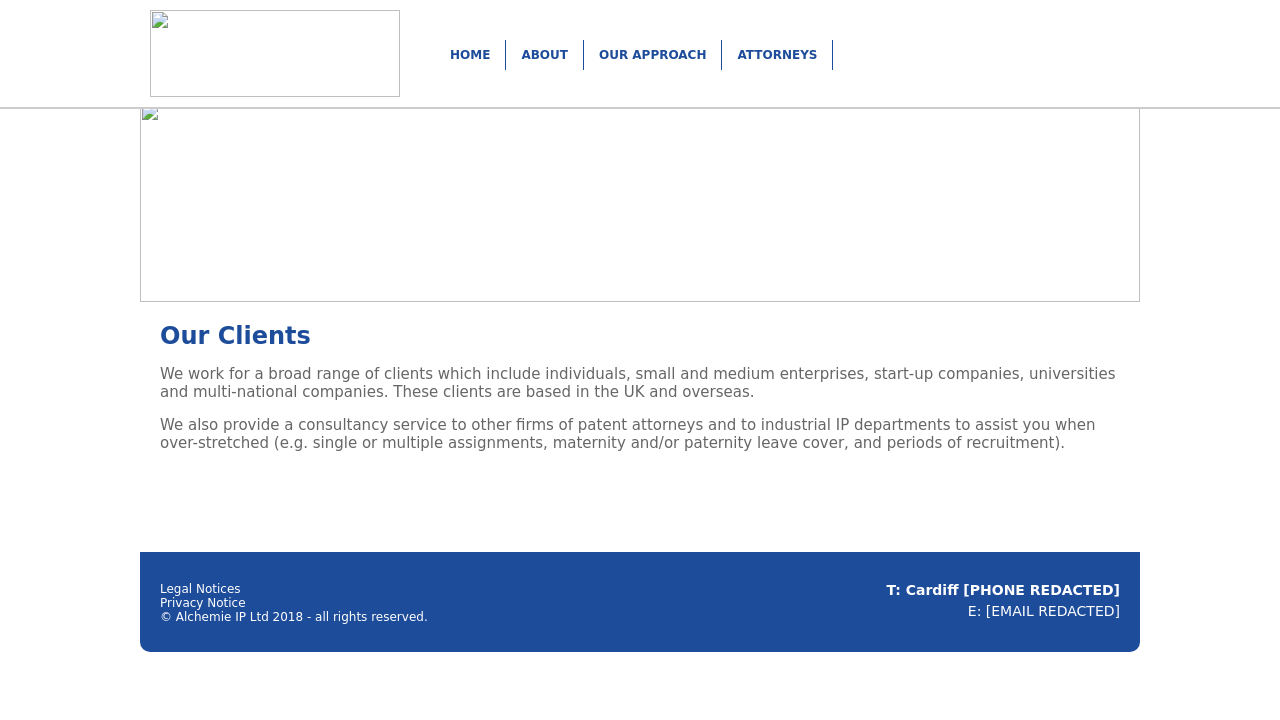 HOME
ABOUT
OUR APPROACH
ATTORNEYS
Our Clients
We work for a broad range of clients which include individuals, small and medium enterprises, start-up companies, universities
and multi-national companies. These clients are based in the UK and overseas.
We also provide a consultancy service to other firms of patent attorneys and to industrial IP departments to assist you when
over-stretched (e.g. single or multiple assignments, maternity and/or paternity leave cover, and periods of recruitment).
Legal Notices
Privacy Notice
© Alchemie IP Ltd 2018 - all rights reserved.
T: Cardiff [PHONE REDACTED]
E: [EMAIL REDACTED]